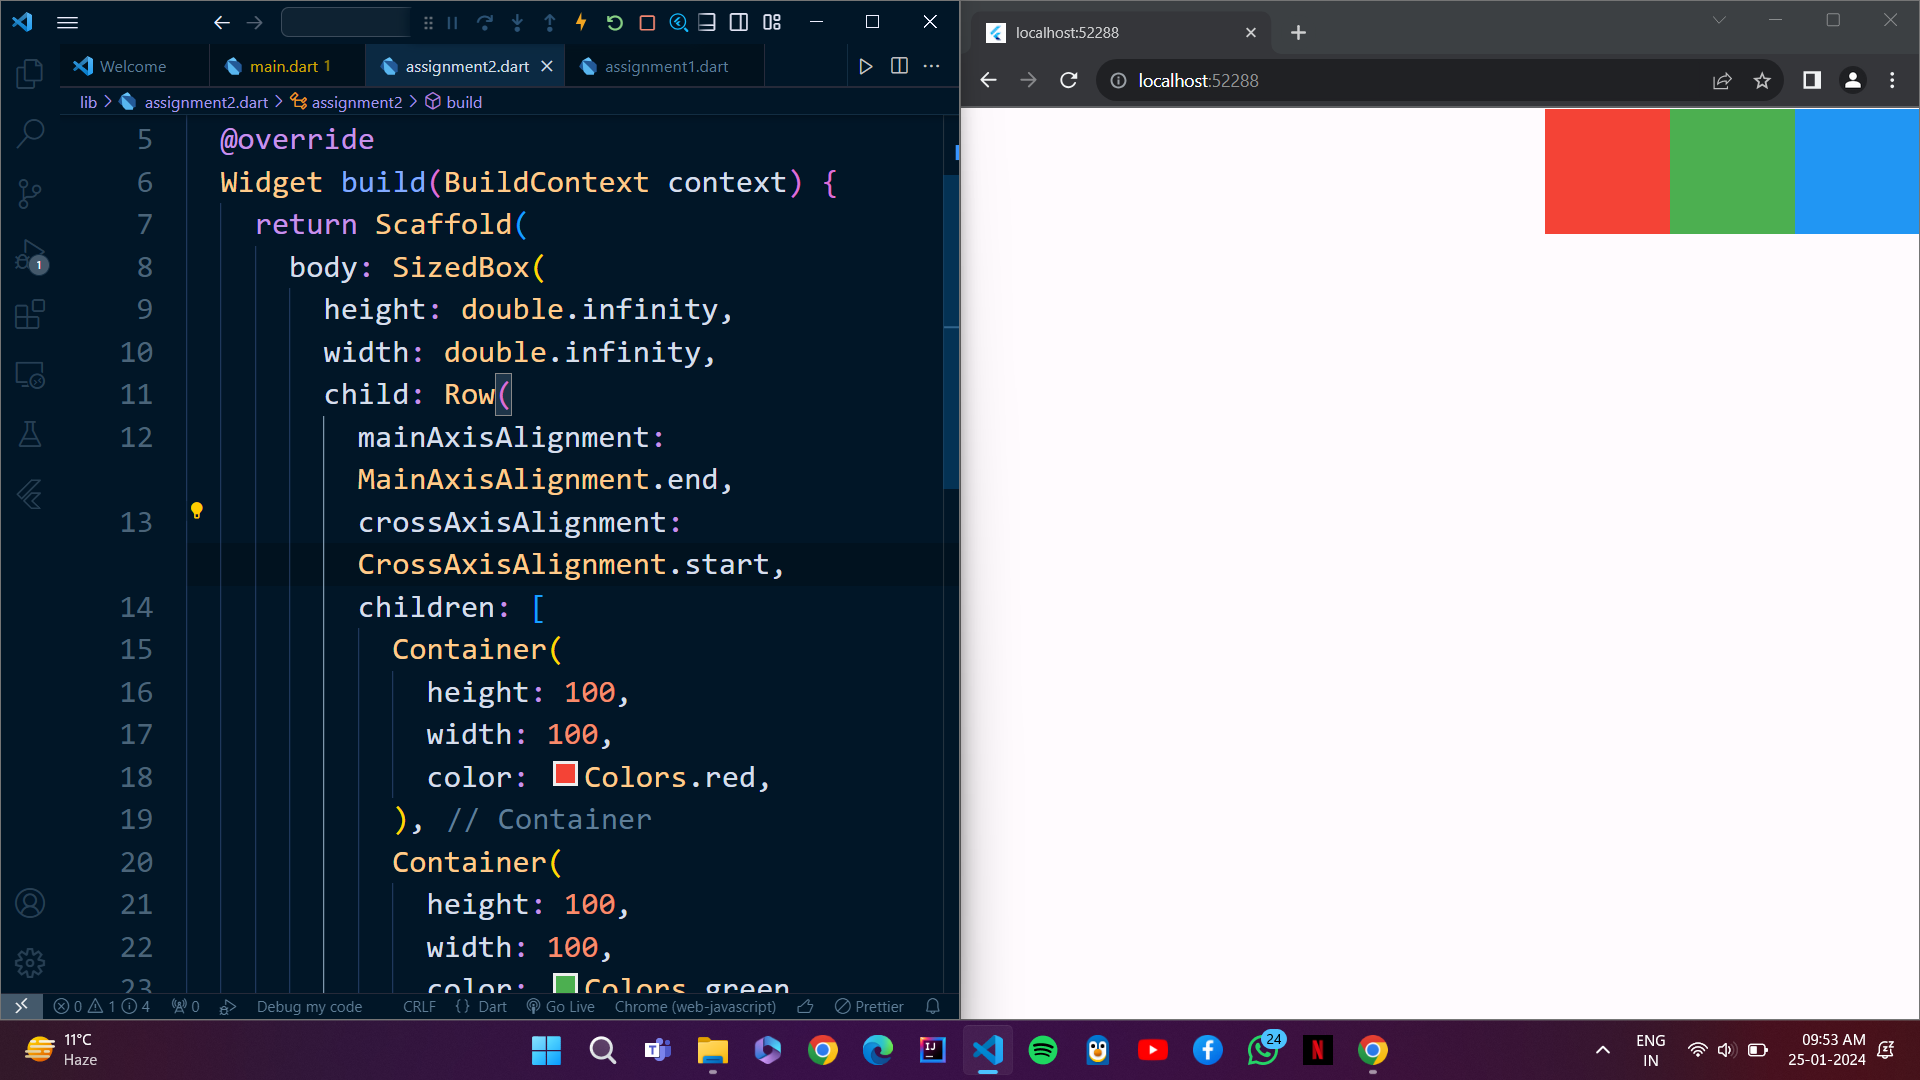 Welcome
main.dart 1
assignment2.dart
assignment1.dart
lib > assignment2.dart > assignment2 > build
5 @override
6 Widget build(BuildContext context) {
7 return Scaffold(
8 body: SizedBox(
9 height: double.infinity,
10 width: double.infinity,
11 child: Row(
12 mainAxisAlignment:
MainAxisAlignment.end,
13 crossAxisAlignment:
CrossAxisAlignment.start,
14 children: [
15 Container(
16 height: 100,
17 width: 100,
18 color: Colors.red,
19 ), // Container
20 Container(
21 height: 100,
22 width: 100,
23 color: Colors.green
1
0 1 4 0 Debug my code CRLF {} Dart Go Live Chrome (web-javascript) Prettier
localhost:52288
localhost:52288
11°C
Haze
24
ENG
IN
09:53 AM
25-01-2024